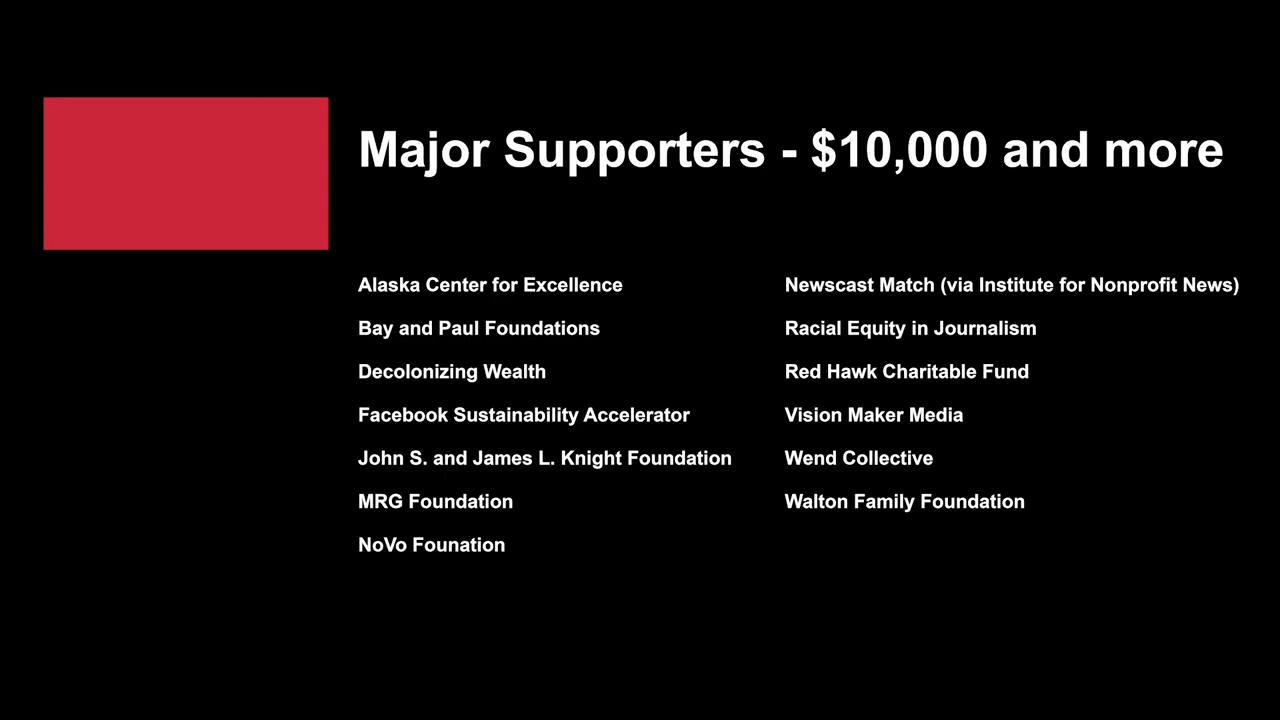 Major Supporters - $10,000 and more
Alaska Center for Excellence
Bay and Paul Foundations
Decolonizing Wealth
Facebook Sustainability Accelerator
John S. and James L. Knight Foundation
MRG Foundation
NoVo Founation
Newscast Match (via Institute for Nonprofit News)
Racial Equity in Journalism
Red Hawk Charitable Fund
Vision Maker Media
Wend Collective
Walton Family Foundation